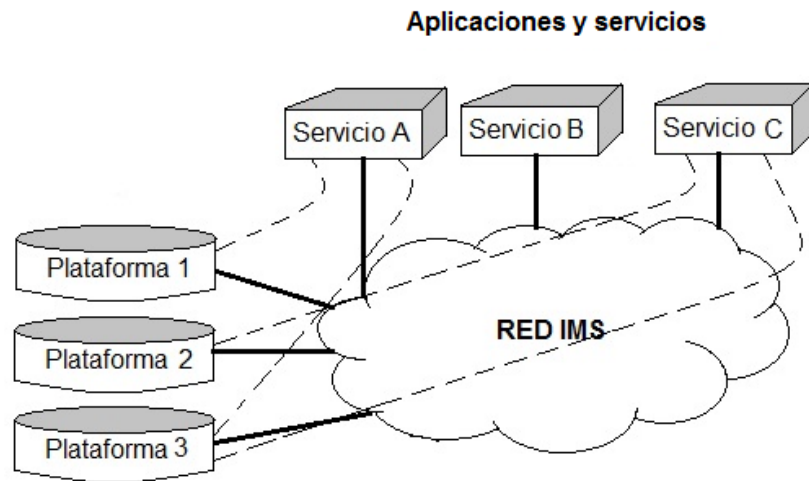 Aplicaciones y servicios
Servicio A
Servicio B
Servicio C
Plataforma 1
Plataforma 2
Plataforma 3
RED IMS